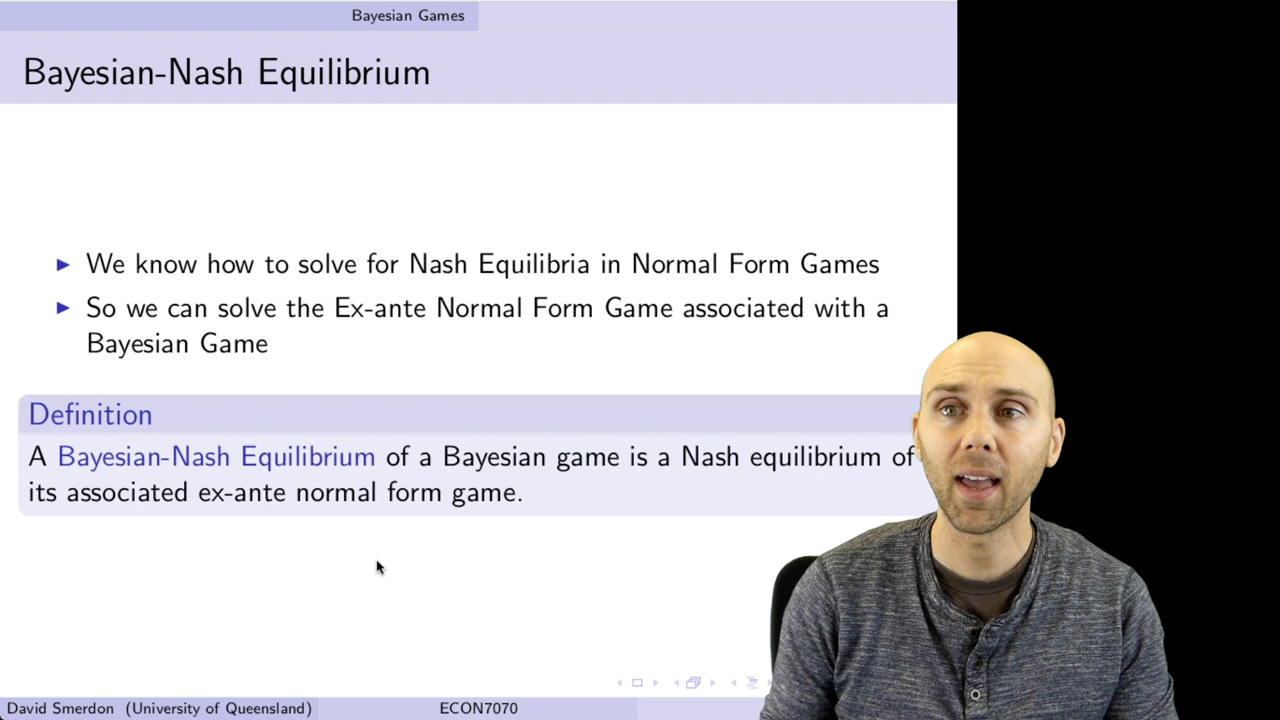 Bayesian Games
Bayesian-Nash Equilibrium
We know how to solve for Nash Equilibria in Normal Form Games
So we can solve the Ex-ante Normal Form Game associated with a
Bayesian Game
Definition
A Bayesian-Nash Equilibrium of a Bayesian game is a Nash equilibrium of
its associated ex-ante normal form game.
David Smerdon (University of Queensland)
ECON7070